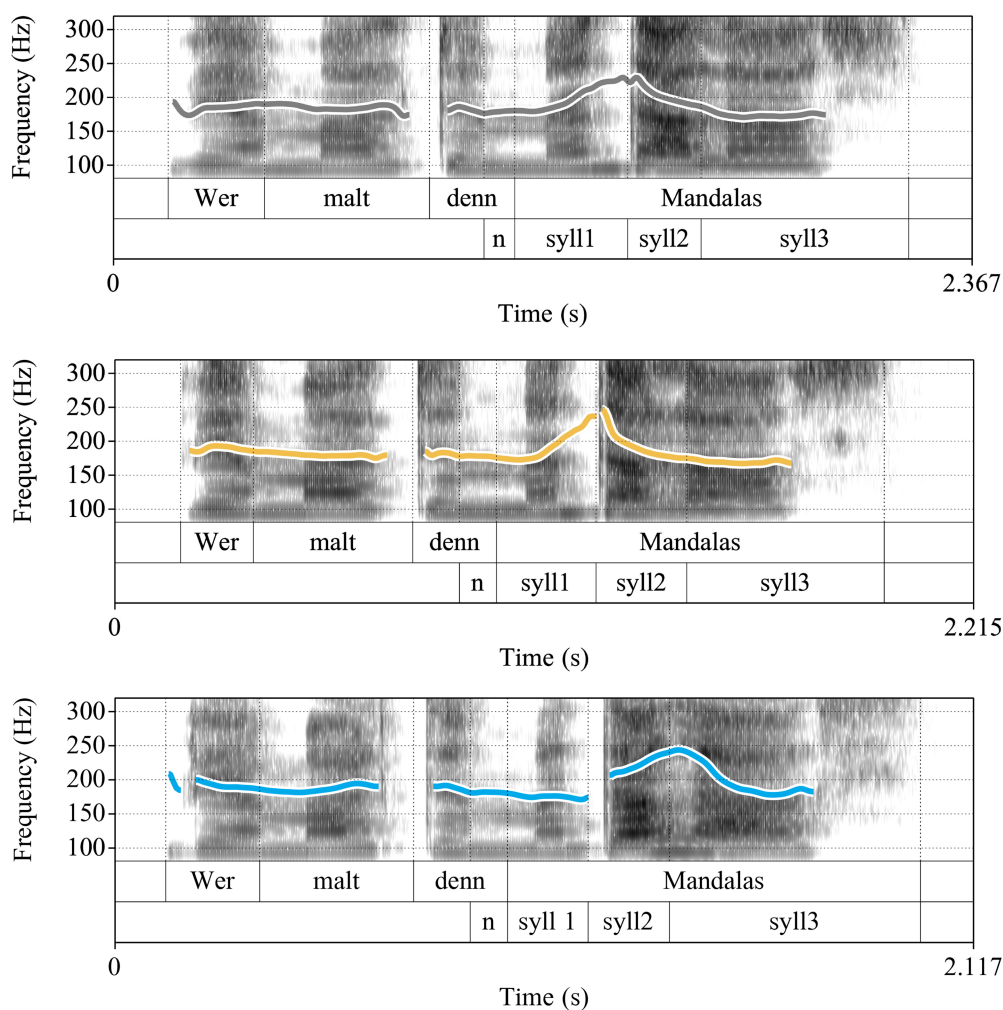 Frequency (Hz)
300
250
200
150
100
Wer malt denn Mandalas
n syll1 syll2 syll3
0 2.367
Time (s)
Frequency (Hz)
300
250
200
150
100
Wer malt denn Mandalas
n syll1 syll2 syll3
0 2.215
Time (s)
Frequency (Hz)
300
250
200
150
100
Wer malt denn Mandalas
n syll 1 syll2 syll3
0 2.117
Time (s)